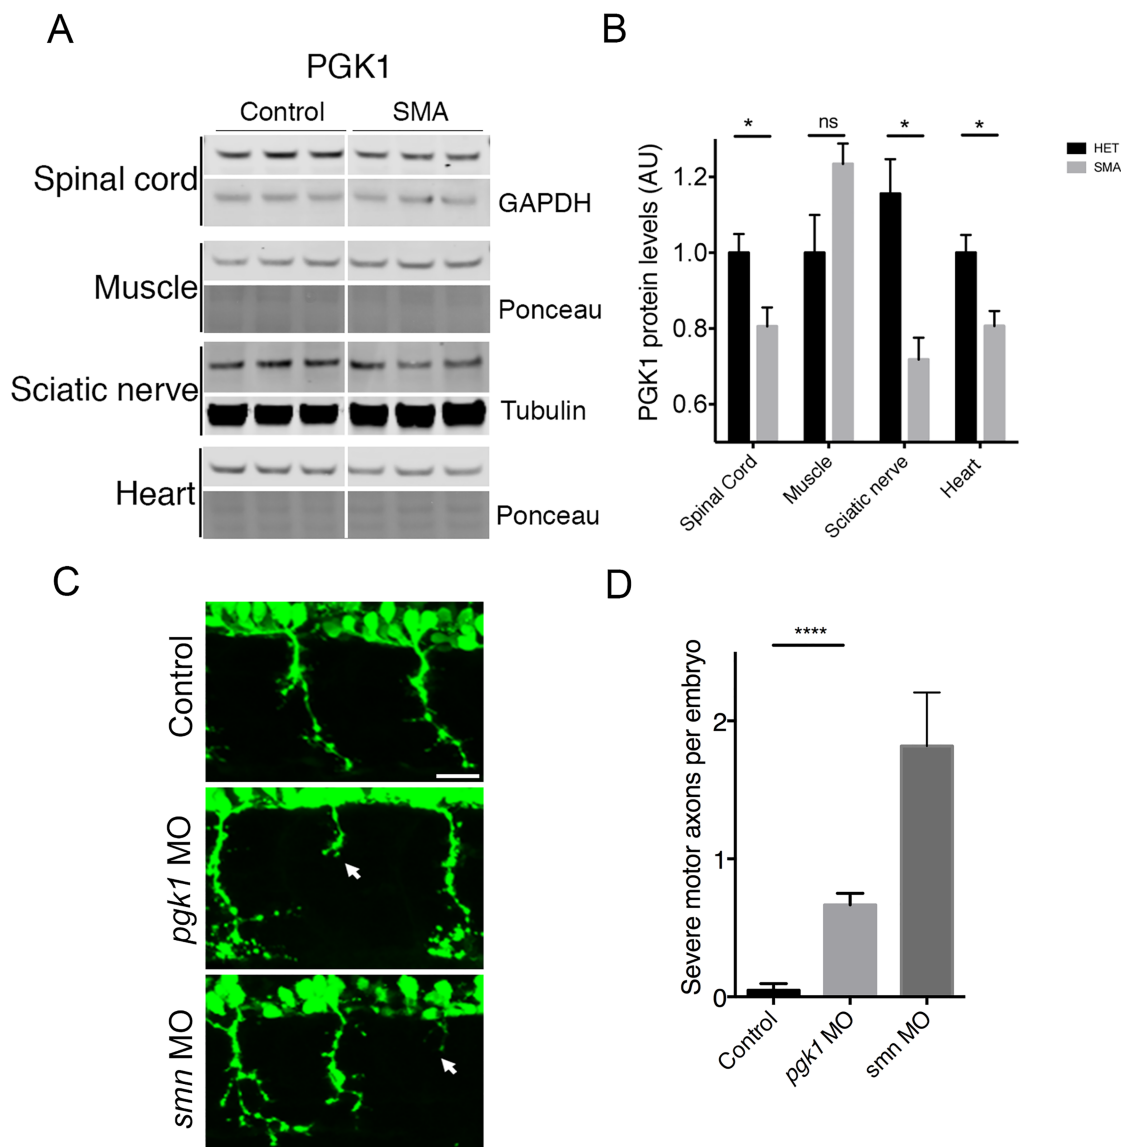 A
PGK1
Control SMA
Spinal cord
GAPDH
Muscle
Ponceau
Sciatic nerve
Tubulin
Heart
Ponceau
B
* ns * *
HET
SMA
PGK1 protein levels (AU)
1.2
1.0
0.8
0.6
Spinal Cord
Muscle
Sciatic nerve
Heart
C
Control
pgk1 MO
smn MO
D
****
Severe motor axons per embryo
2
1
0
Control
pgk1 MO
smn MO